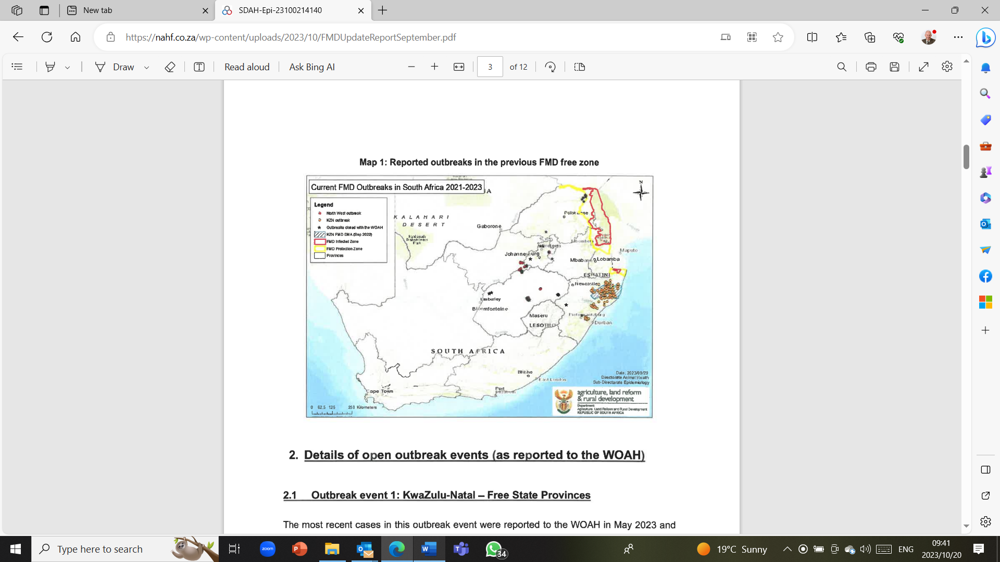 New tab
SDAH-Epi-23100214140
https://nahf.co.za/wp-content/uploads/2023/10/FMDUpdateReportSeptember.pdf
Draw
Read aloud
Ask Bing AI
3
of 12
Map 1: Reported outbreaks in the previous FMD free zone
Current FMD Outbreaks in South Africa 2021-2023
N
Legend
North West outbreak
KZN outbreak
Outbreaks closed with the WOAH
KZN FMD DMA (Sep 2022)
FMD Infected Zone
FMD Protection Zone
Provinces
KALAHARI
DESERT
Gaborone
Johannesburg
Mbabane
Lobamba
Maputo
ESWATINI
Newcastle
Kimberley
Bloemfontein
Maseru
LESOTHO
Pietermaritzburg
Durban
SOUTH AFRICA
Bhisho
East London
Port
Cape Town
0 62.5 125 250 Kilometers
Date: 2023/09/29
Directorate Animal Health
Sub-Directorate Epidemiology
agriculture, land reform
& rural development
Department:
Agriculture, Land Reform and Rural Development
REPUBLIC OF SOUTH AFRICA
2. Details of open outbreak events (as reported to the WOAH)
2.1 Outbreak event 1: KwaZulu-Natal – Free State Provinces
The most recent cases in this outbreak event were reported to the WOAH in May 2023 and
Type here to search
zoom
34
19°C Sunny
ENG
09:41
2023/10/20